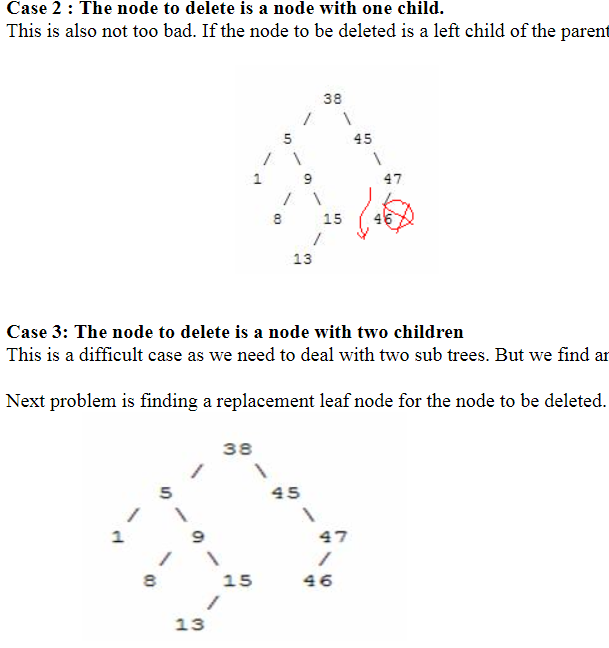 Case 2 : The node to delete is a node with one child.
This is also not too bad. If the node to be deleted is a left child of the parent
38
5 45
1 9 47
8 15 46
13
Case 3: The node to delete is a node with two children
This is a difficult case as we need to deal with two sub trees. But we find
Next problem is finding a replacement leaf node for the node to be deleted.
38
5 45
1 9 47
8 15 46
13